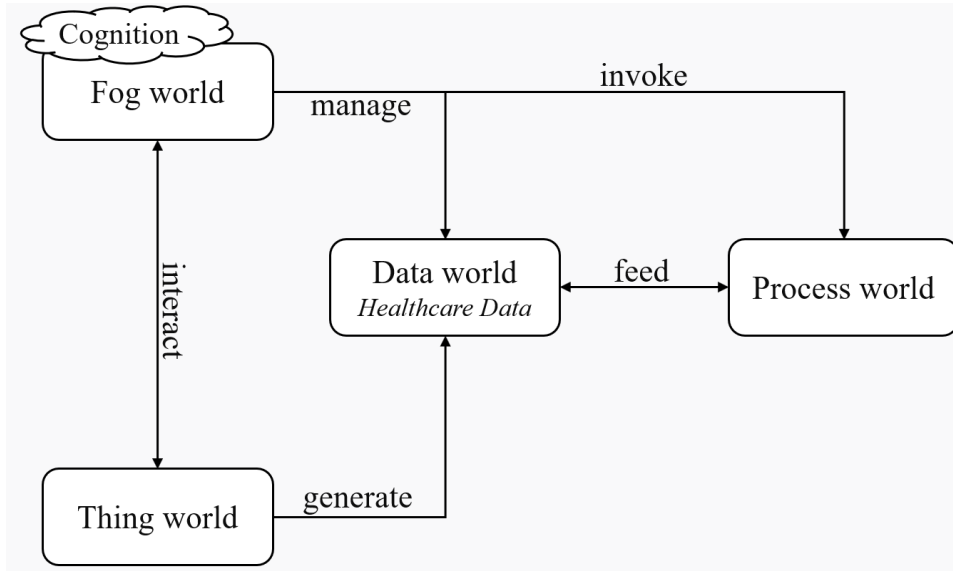 Cognition
Fog world
manage
invoke
interact
Data world
Healthcare Data
feed
Process world
Thing world
generate